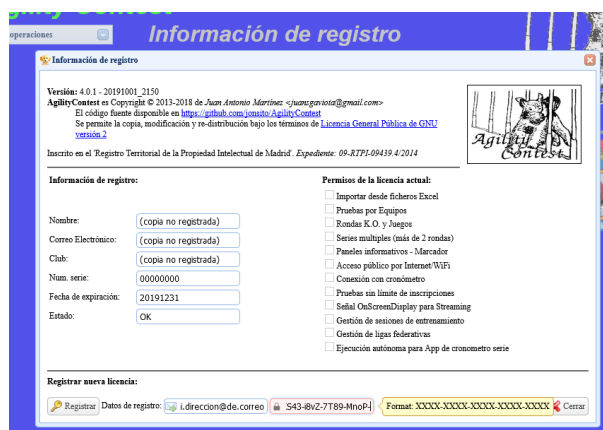 operaciones
Información de registro
Información de registro
Versión: 4.0.1 - 20191001_2150
AgilityContest es Copyright © 2013-2018 de Juan Antonio Martínez <juansgaviota@gmail.com>
El código fuente disponible en https://github.com/jonsito/AgilityContest
Se permite la copia, modificación y re-distribución bajo los términos de Licencia General Pública de GNU
versión 2
Inscrito en el 'Registro Territorial de la Propiedad Intelectual de Madrid'. Expediente: 09-RTPI-09439.4/2014
Agility
Contest
Información de registro:
Nombre: (copia no registrada)
Correo Electrónico: (copia no registrada)
Club: (copia no registrada)
Num. serie: 00000000
Fecha de expiración: 20191231
Estado: OK
Permisos de la licencia actual:
Importar desde ficheros Excel
Pruebas por Equipos
Rondas K.O. y Juegos
Series multiples (más de 2 rondas)
Paneles informativos - Marcador
Acceso público por Internet/WiFi
Conexión con cronómetro
Pruebas sin límite de inscripciones
Señal OnScreenDisplay para Streaming
Gestión de sesiones de entrenamiento
Gestión de ligas federativas
Ejecución autónoma para App de cronometro serie
Registrar nueva licencia:
Registrar Datos de registro: i.direccion@de.correo S43-i8vZ-7T89-MnoP- Format: XXXX-XXXX-XXXX-XXXX-XXXX Cerrar